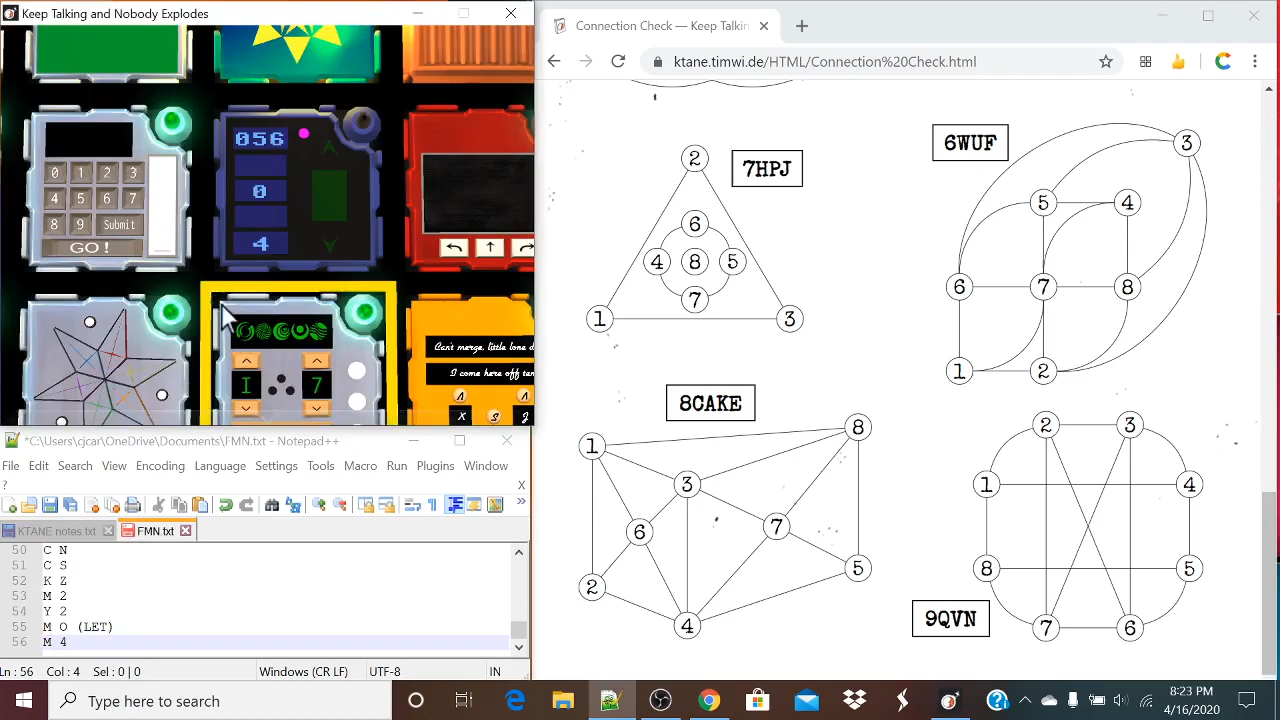 Keep Talking and Nobody Explodes
056
0
4
0 1 2 3
4 5 6 7
8 9 Submit
GO!
I 7
Can't merge, little lone d
I come here off
X S J
*C:\Users\cjcar\OneDrive\Documents\FMN.txt - Notepad++
File Edit Search View Encoding Language Settings Tools Macro Run Plugins Window
?
X
KTANE notes.txt
FMN.txt
50 C N
51 C S
52 K Z
53 M 2
54 Y 2
55 M O (LET)
56 M 4
Ln: 56 Col: 4 Sel: 0 | 0 Windows (CR LF) UTF-8 IN
Connection Check — Keep Talkin
ktane.timwi.de/HTML/Connection%20Check.html
7HPJ
2
6
4 8 5
7
1 3
6WUF
3
5 4
6 7 8
1 2
8CAKE
8
1
3
6 7
5
2
4
2 3
1 4
8 5
9QVN
7 6
Type here to search
8:23 PM
4/16/2020